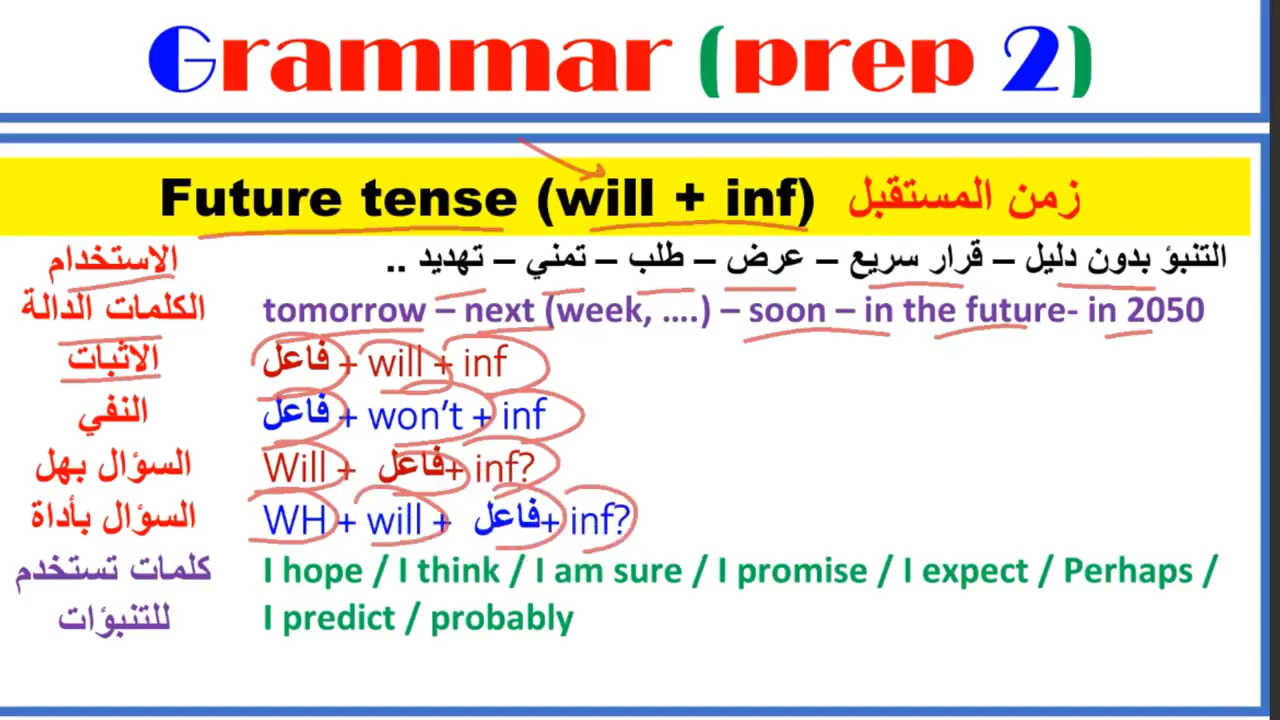 Grammar (prep 2)
Future tense (will + inf) زمن المستقبل
الاستخدام التنبؤ بدون دليل – قرار سريع – عرض – طلب – تمني – تهديد ..
الكلمات الدالة tomorrow – next (week, ....) – soon – in the future- in 2050
الاثبات فاعل + will + inf
النفي فاعل + won’t + inf
السؤال بهل Will + فاعل+ inf?
السؤال بأداة WH + will + فاعل+ inf?
كلمات تستخدم I hope / I think / I am sure / I promise / I expect / Perhaps /
للتنبؤات I predict / probably